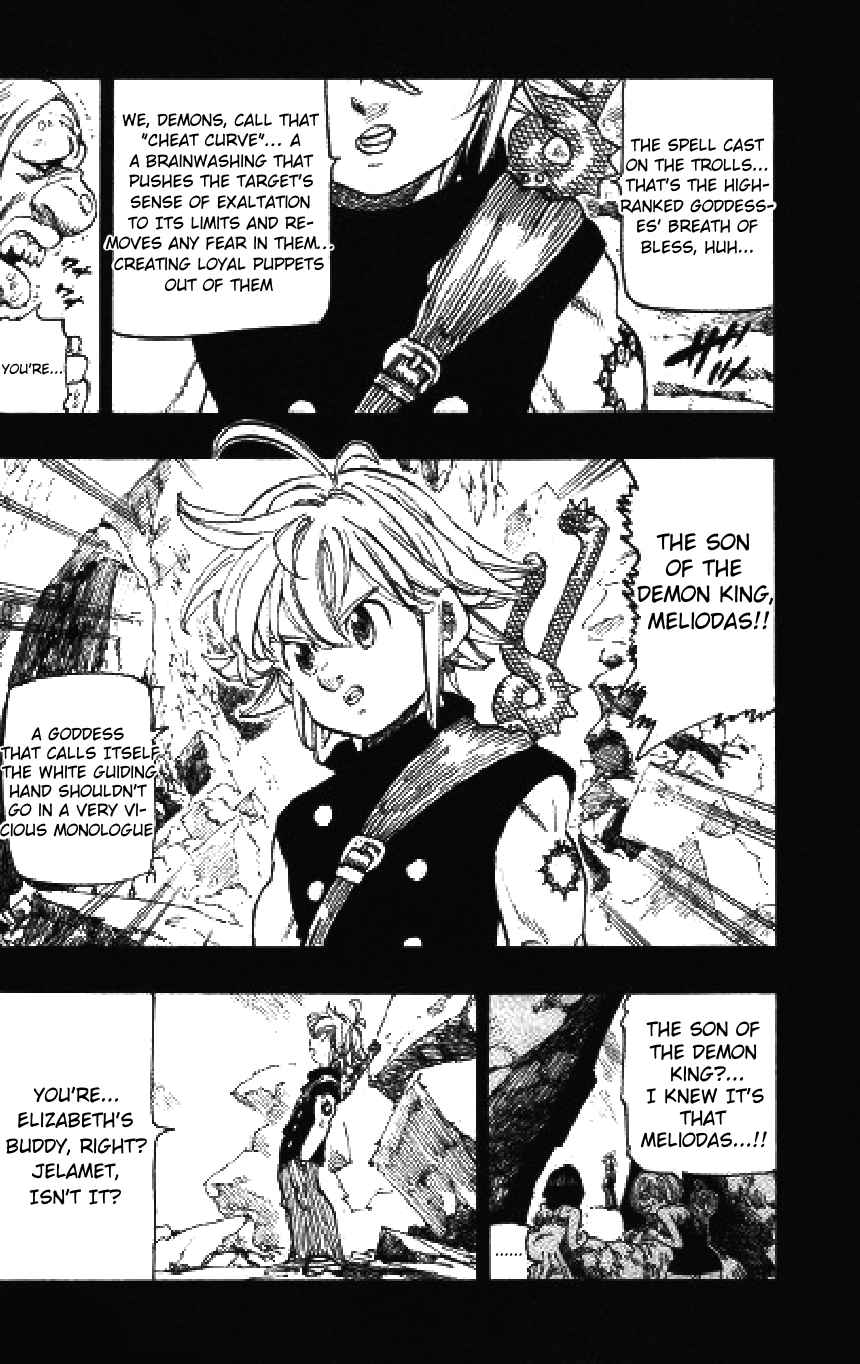 THE SPELL CAST
ON THE TROLLS...
THAT'S THE HIGH-
RANKED GODDESS-
ES' BREATH OF
BLESS, HUH...
WE, DEMONS, CALL THAT
"CHEAT CURVE"... A
A BRAINWASHING THAT
PUSHES THE TARGET'S
SENSE OF EXALTATION
TO ITS LIMITS AND RE-
MOVES ANY FEAR IN THEM...
CREATING LOYAL PUPPETS
OUT OF THEM
YOU'RE...
THE SON
OF THE
DEMON KING,
MELIODAS!!
A GODDESS
THAT CALLS ITSELF
THE WHITE GUIDING
HAND SHOULDN'T
GO IN A VERY VI-
CIOUS MONOLOGUE
THE SON OF
THE DEMON
KING?...
I KNEW IT'S
THAT
MELIODAS...!!
......
YOU'RE...
ELIZABETH'S
BUDDY, RIGHT?
JELAMET,
ISN'T IT?